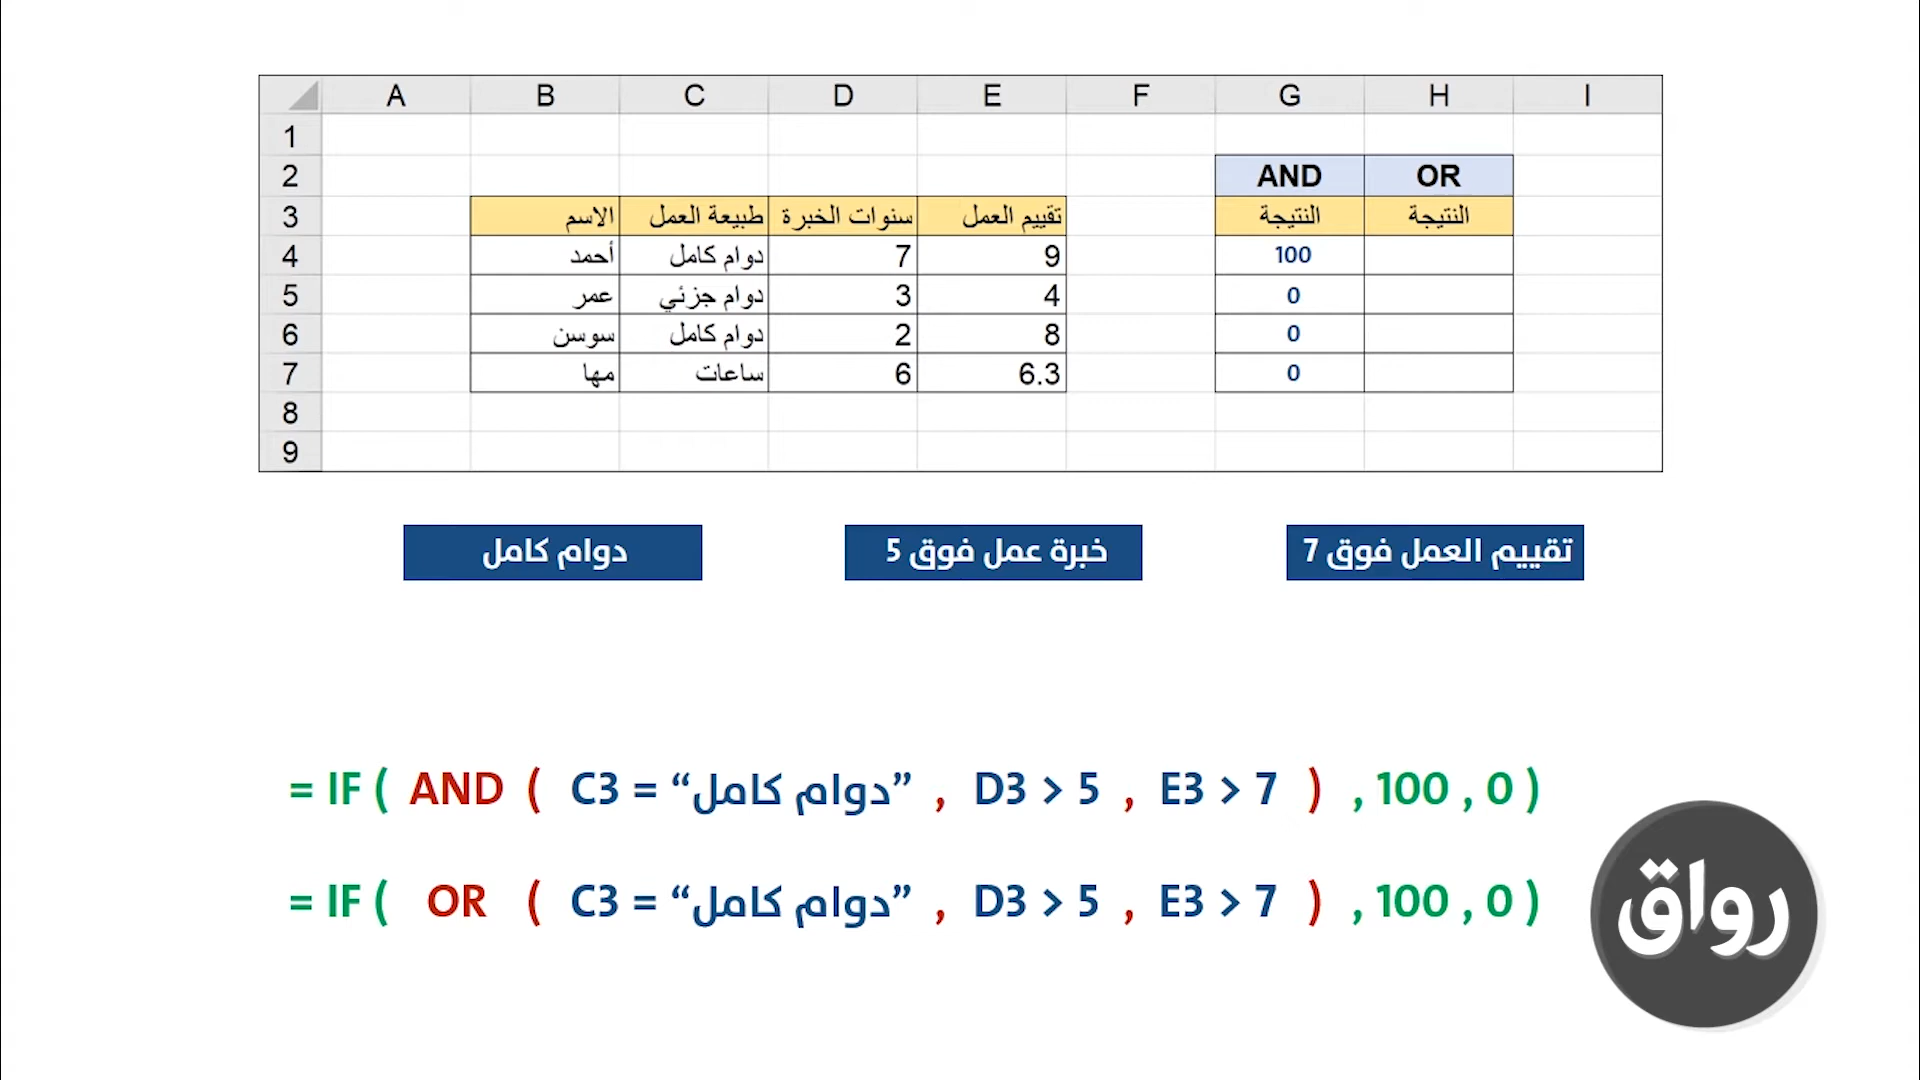 A B C D E F G H I
1
2 AND OR
3 الاسم طبيعة العمل سنوات الخبرة تقييم العمل النتيجة النتيجة
4 أحمد دوام كامل 7 9 100
5 عمر دوام جزئي 3 4 0
6 سوسن دوام كامل 2 8 0
7 مها ساعات 6 6.3 0
8
9
دوام كامل خبرة عمل فوق 5 تقييم العمل فوق 7
= IF ( AND ( C3 = “دوام كامل” , D3 > 5 , E3 > 7 ) , 100 , 0 )
= IF ( OR ( C3 = “دوام كامل” , D3 > 5 , E3 > 7 ) , 100 , 0 )
رواق